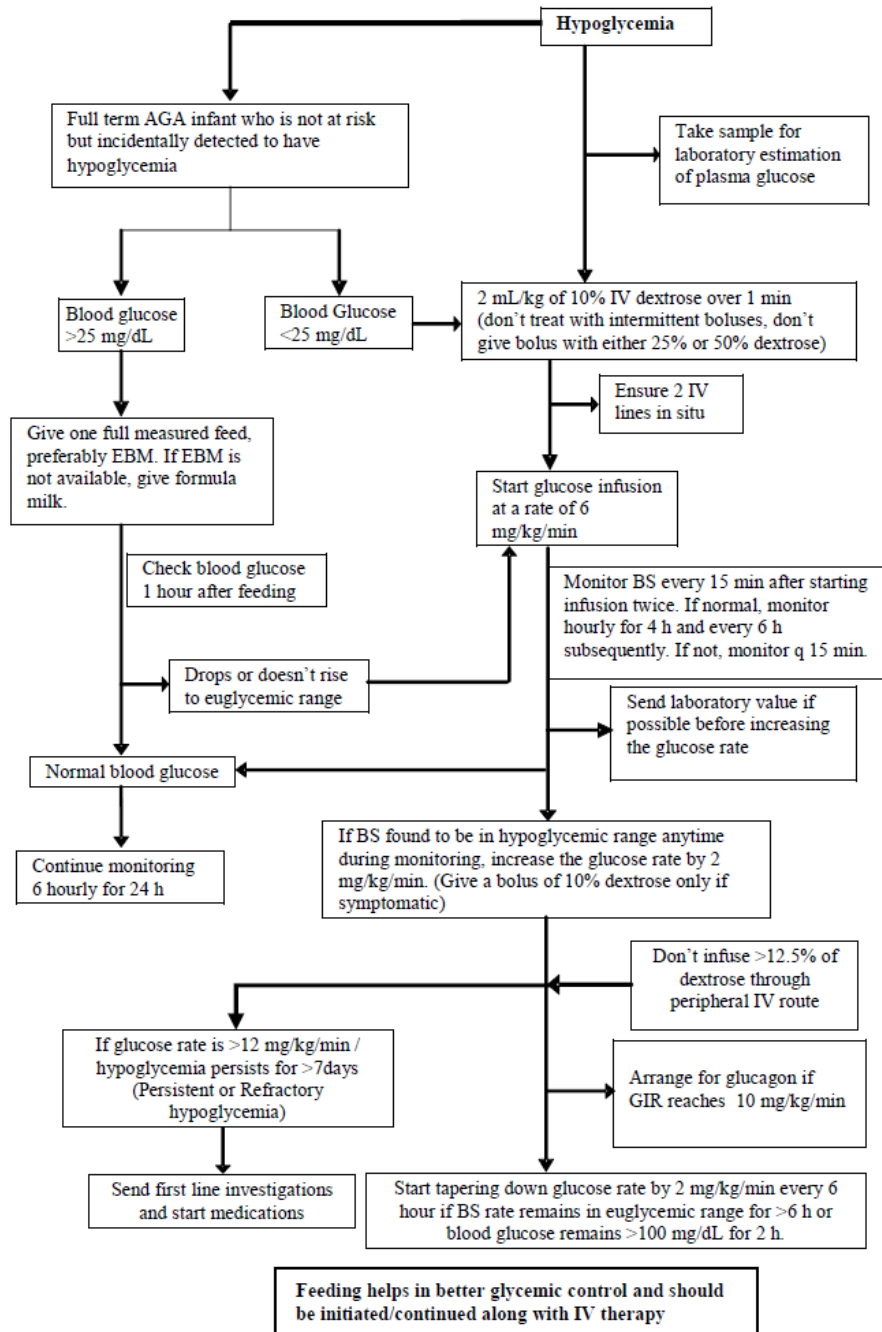 Hypoglycemia
Full term AGA infant who is not at risk
but incidentally detected to have
hypoglycemia
Take sample for
laboratory estimation
of plasma glucose
Blood glucose
>25 mg/dL
Blood Glucose
<25 mg/dL
2 mL/kg of 10% IV dextrose over 1 min
(don’t treat with intermittent boluses, don’t
give bolus with either 25% or 50% dextrose)
Ensure 2 IV
lines in situ
Give one full measured feed,
preferably EBM. If EBM is
not available, give formula
milk.
Start glucose infusion
at a rate of 6
mg/kg/min
Check blood glucose
1 hour after feeding
Monitor BS every 15 min after starting
infusion twice. If normal, monitor
hourly for 4 h and every 6 h
subsequently. If not, monitor q 15 min.
Drops or doesn’t rise
to euglycemic range
Send laboratory value if
possible before increasing
the glucose rate
Normal blood glucose
Continue monitoring
6 hourly for 24 h
If BS found to be in hypoglycemic range anytime
during monitoring, increase the glucose rate by 2
mg/kg/min. (Give a bolus of 10% dextrose only if
symptomatic)
Don’t infuse >12.5% of
dextrose through
peripheral IV route
If glucose rate is >12 mg/kg/min /
hypoglycemia persists for >7days
(Persistent or Refractory
hypoglycemia)
Arrange for glucagon if
GIR reaches 10 mg/kg/min
Send first line investigations
and start medications
Start tapering down glucose rate by 2 mg/kg/min every 6
hour if BS rate remains in euglycemic range for >6 h or
blood glucose remains >100 mg/dL for 2 h.
Feeding helps in better glycemic control and should
be initiated/continued along with IV therapy